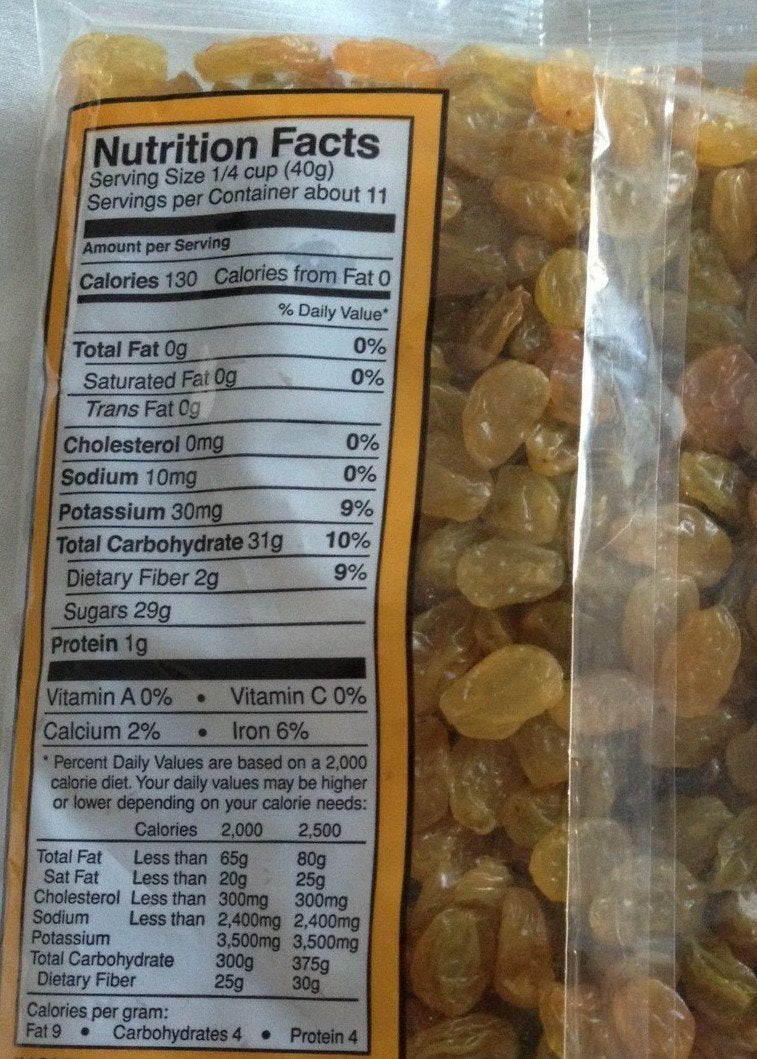 Nutrition Facts
Serving Size 1/4 cup (40g)
Servings per Container about 11
Amount per Serving
Calories 130 Calories from Fat 0
% Daily Value*
Total Fat 0g 0%
Saturated Fat 0g 0%
Trans Fat 0g
Cholesterol 0mg 0%
Sodium 10mg 0%
Potassium 30mg 9%
Total Carbohydrate 31g 10%
Dietary Fiber 2g 9%
Sugars 29g
Protein 1g
Vitamin A 0% • Vitamin C 0%
Calcium 2% • Iron 6%
* Percent Daily Values are based on a 2,000
calorie diet. Your daily values may be higher
or lower depending on your calorie needs:
Calories 2,000 2,500
Total Fat Less than 65g 80g
Sat Fat Less than 20g 25g
Cholesterol Less than 300mg 300mg
Sodium Less than 2,400mg 2,400mg
Potassium 3,500mg 3,500mg
Total Carbohydrate 300g 375g
Dietary Fiber 25g 30g
Calories per gram:
Fat 9 • Carbohydrates 4 • Protein 4